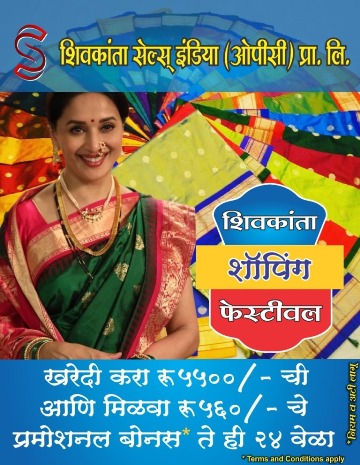 शिवकांता सेल्स् इंडिया (ओपीसी) प्रा. लि.
शिवकांता
शॉपिंग
फेस्टीवल
खरेदी करा रू ५५००/- ची
आणि मिळवा रू ५६०/- चे
प्रमोशनल बोनस* ते ही २४ वेळा
* नियम व अटी लागू
* Terms and Conditions apply